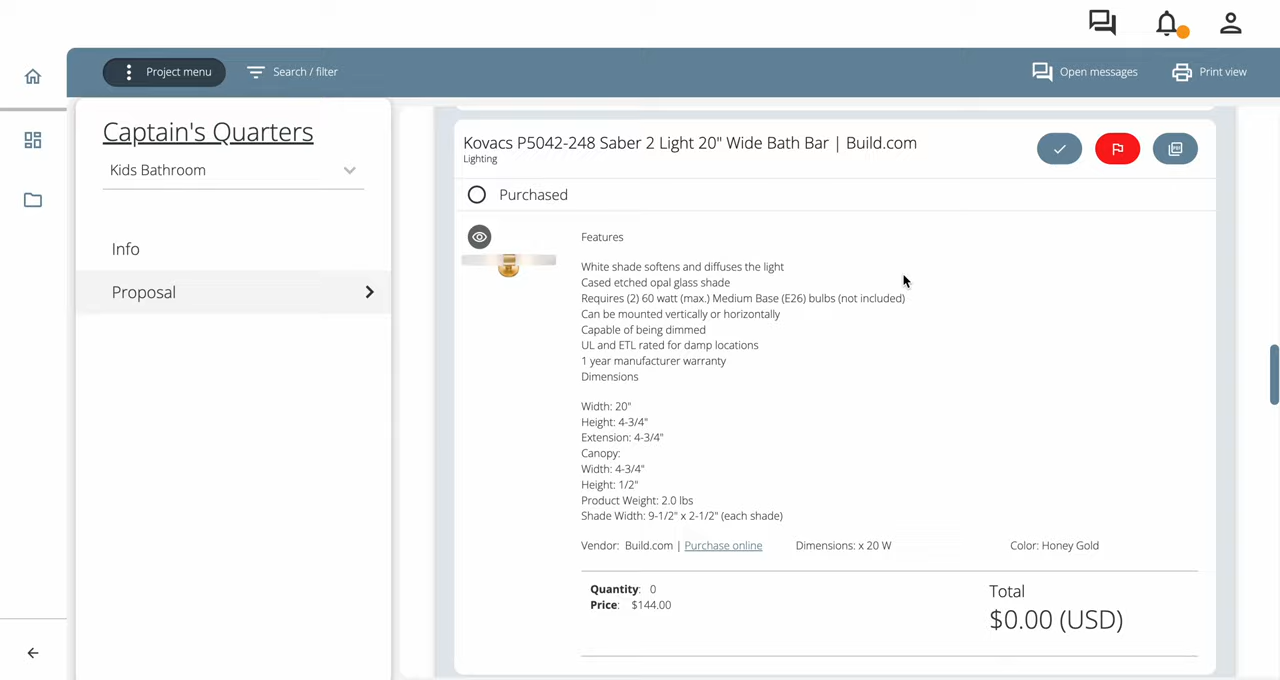 Project menu
Search / filter
Open messages
Print view
Captain's Quarters
Kids Bathroom
Info
Proposal
Kovacs P5042-248 Saber 2 Light 20" Wide Bath Bar | Build.com
Lighting
Purchased
Features
White shade softens and diffuses the light
Cased etched opal glass shade
Requires (2) 60 watt (max.) Medium Base (E26) bulbs (not included)
Can be mounted vertically or horizontally
Capable of being dimmed
UL and ETL rated for damp locations
1 year manufacturer warranty
Dimensions
Width: 20"
Height: 4-3/4"
Extension: 4-3/4"
Canopy:
Width: 4-3/4"
Height: 1/2"
Product Weight: 2.0 lbs
Shade Width: 9-1/2" x 2-1/2" (each shade)
Vendor: Build.com | Purchase online
Dimensions: x 20 W
Color: Honey Gold
Quantity: 0
Price: $144.00
Total
$0.00 (USD)